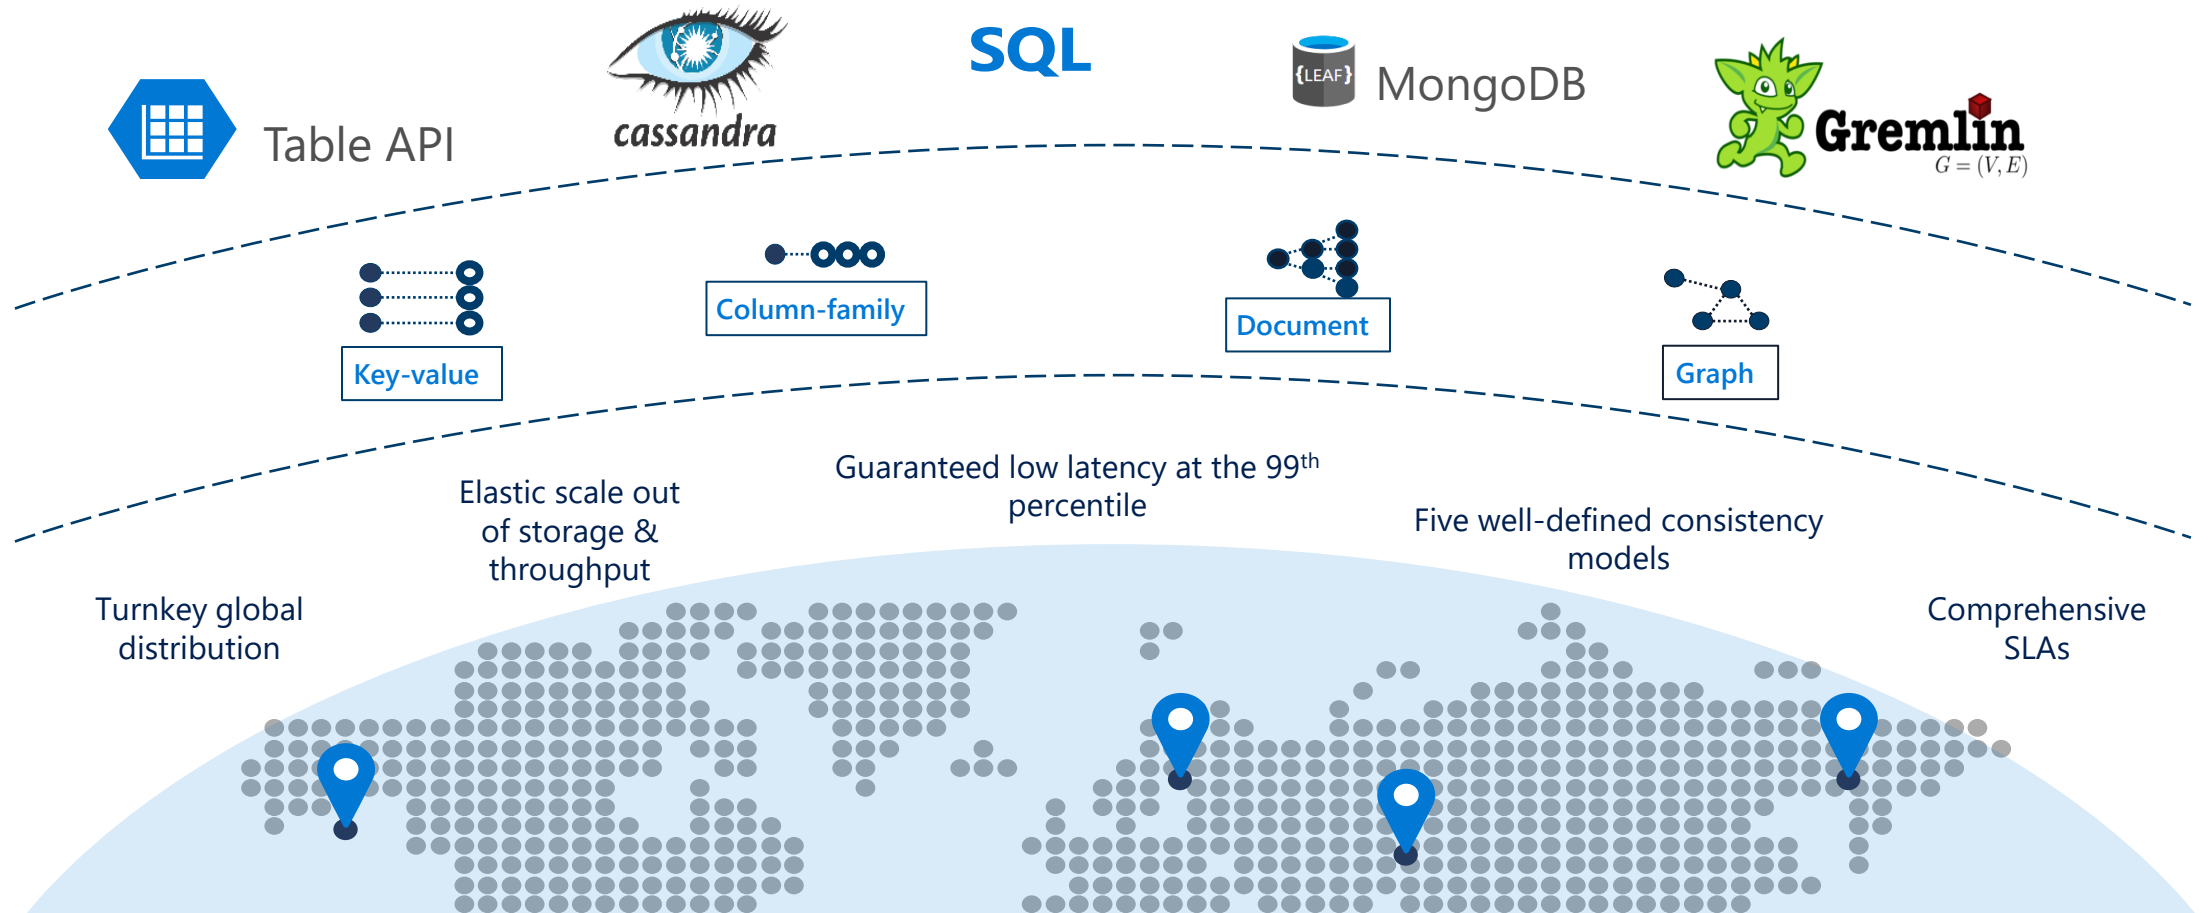 Table API
cassandra
SQL
{LEAF}
MongoDB
Gremlin
G = (V, E)
Key-value
Column-family
Document
Graph
Turnkey global
distribution
Elastic scale out
of storage &
throughput
Guaranteed low latency at the 99th
percentile
Five well-defined consistency
models
Comprehensive
SLAs